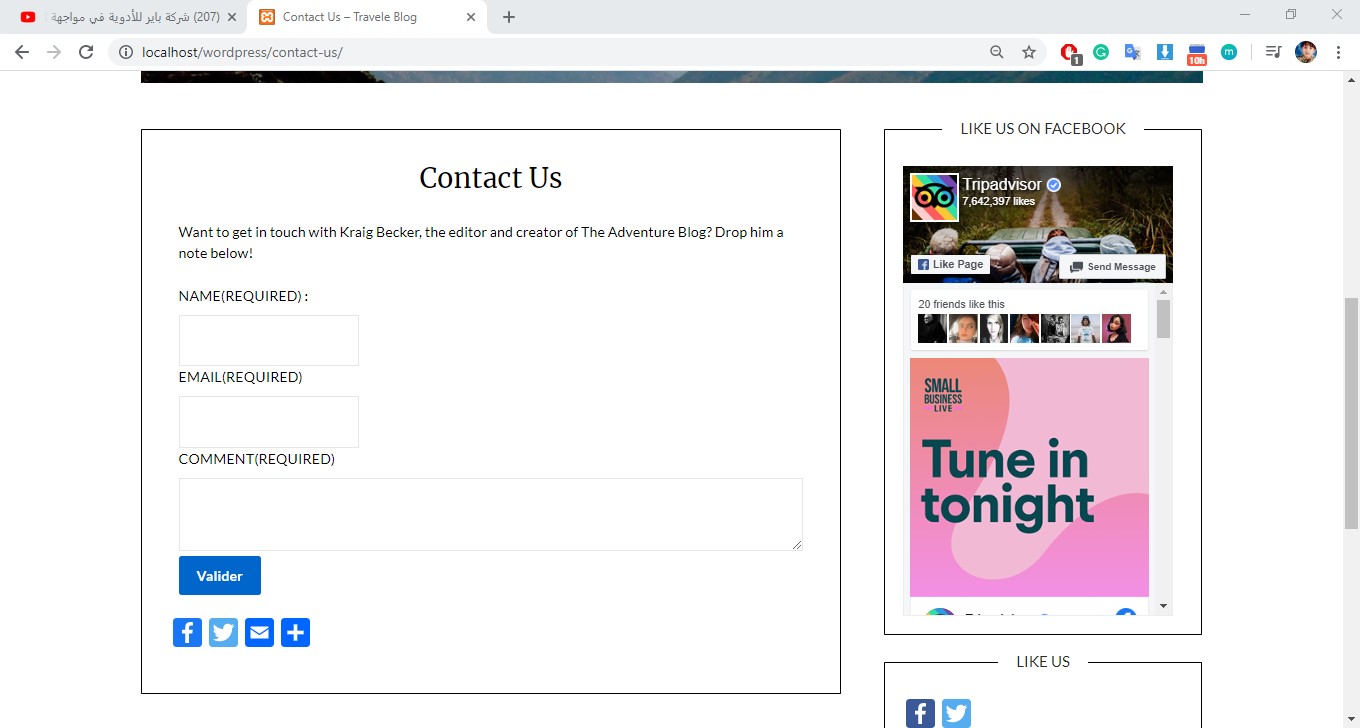 (207) شركة باير للأدوية في مواجهة
Contact Us – Travele Blog
localhost/wordpress/contact-us/
1
10h
m
LIKE US ON FACEBOOK
Contact Us
Want to get in touch with Kraig Becker, the editor and creator of The Adventure Blog? Drop him a
note below!
NAME(REQUIRED) :
EMAIL(REQUIRED)
COMMENT(REQUIRED)
Valider
Tripadvisor
7,642,397 likes
Like Page
Send Message
20 friends like this
SMALL
BUSINESS
LIVE
Tune in
tonight
LIKE US